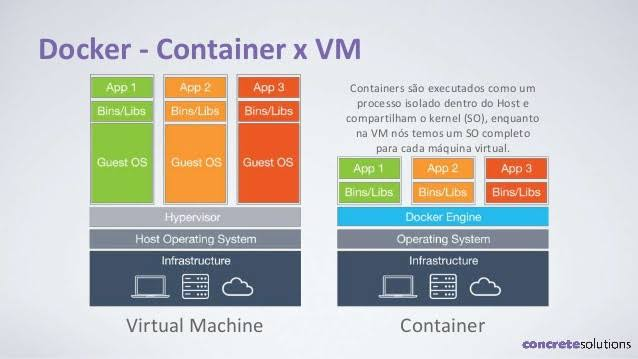 Docker - Container x VM
App 1
App 2
App 3
Bins/Libs
Bins/Libs
Bins/Libs
Guest OS
Guest OS
Guest OS
Hypervisor
Host Operating System
Infrastructure
Virtual Machine
Containers são executados como um
processo isolado dentro do Host e
compartilham o kernel (SO), enquanto
na VM nós temos um SO completo
para cada máquina virtual.
App 1
App 2
App 3
Bins/Libs
Bins/Libs
Bins/Libs
Docker Engine
Operating System
Infrastructure
Container
concretesolutions